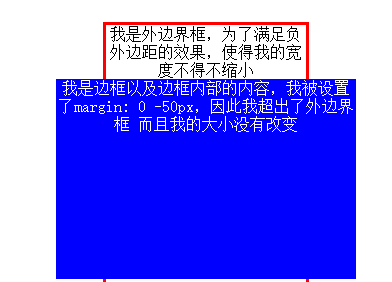 我是外边界框，为了满足负
外边距的效果，使得我的宽
度不得不缩小
我是边框以及边框内部的内容，我被设置
了margin: 0 -50px，因此我超出了外边界
框 而且我的大小没有改变